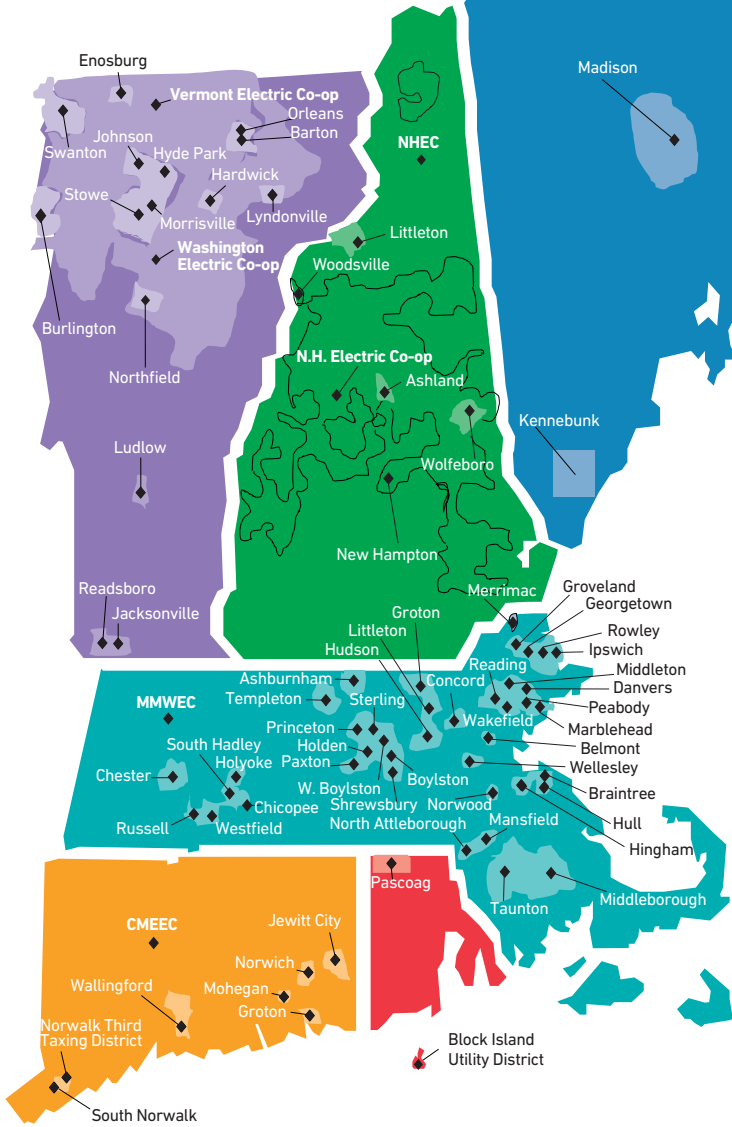 Enosburg
Vermont Electric Co-op
Orleans
Barton
Swanton
Johnson
Hyde Park
Hardwick
Stowe
Morrisville
Lyndonville
Washington
Electric Co-op
Burlington
Northfield
Ludlow
Readsboro
Jacksonville
NHEC
Littleton
Woodsville
N.H. Electric Co-op
Ashland
Wolfeboro
New Hampton
Madison
Kennebunk
Merrimac
Groveland
Georgetown
Rowley
Ipswich
Groton
Littleton
Hudson
Reading
Middleton
Danvers
Ashburnham
Concord
Templeton
Sterling
Peabody
MMWEC
Wakefield
Marblehead
Princeton
Belmont
South Hadley
Holden
Holyoke
Paxton
Wellesley
Chester
Boylston
W. Boylston
Braintree
Chicopee
Shrewsbury
Norwood
Russell
Westfield
North Attleborough
Mansfield
Hull
Hingham
Pascoag
Taunton
Middleborough
CMEEC
Jewitt City
Norwich
Wallingford
Mohegan
Groton
Norwalk Third
Taxing District
South Norwalk
Block Island
Utility District